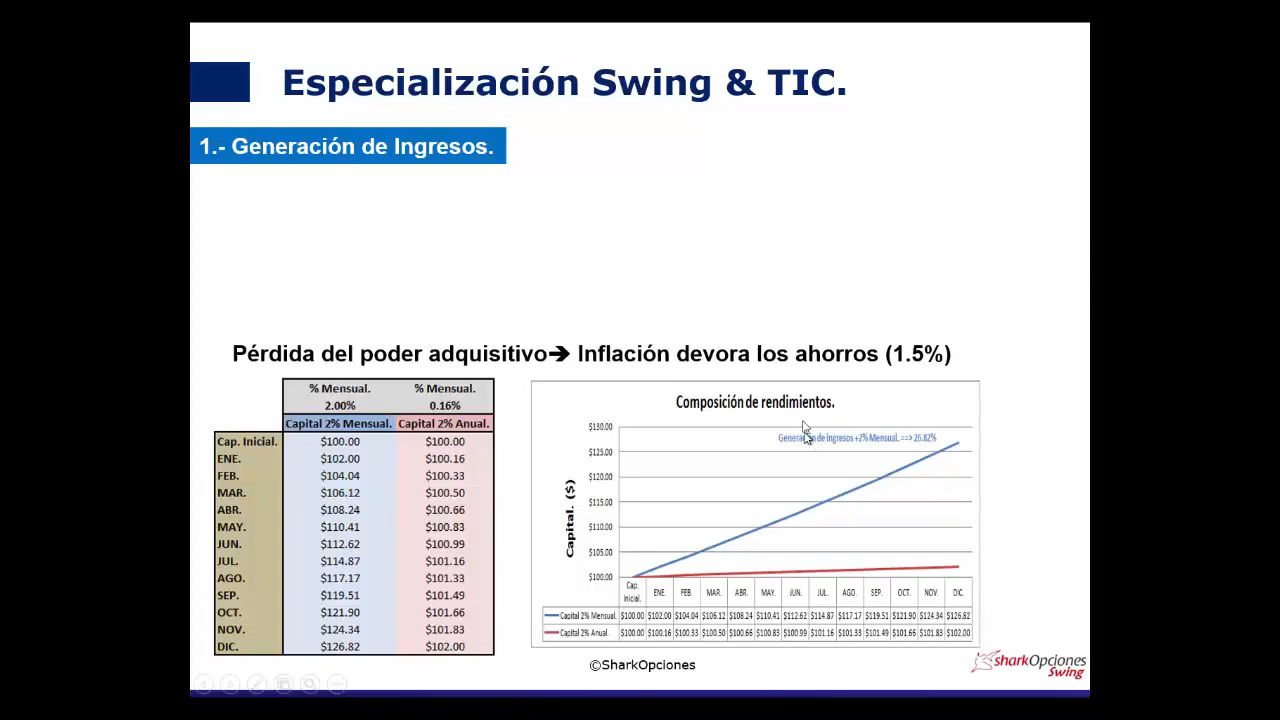 Especialización Swing & TIC.
1.- Generación de Ingresos.
Pérdida del poder adquisitivo➔ Inflación devora los ahorros (1.5%)
% Mensual. % Mensual.
2.00% 0.16%
Capital 2% Mensual. Capital 2% Anual.
Cap. Inicial. $100.00 $100.00
ENE. $102.00 $100.16
FEB. $104.04 $100.33
MAR. $106.12 $100.50
ABR. $108.24 $100.66
MAY. $110.41 $100.83
JUN. $112.62 $100.99
JUL. $114.87 $101.16
AGO. $117.17 $101.33
SEP. $119.51 $101.49
OCT. $121.90 $101.66
NOV. $124.34 $101.83
DIC. $126.82 $102.00
Composición de rendimientos.
Generación de ingresos +2% Mensual. ==> 26.82%
Capital. ($)
$130.00
$125.00
$120.00
$115.00
$110.00
$105.00
$100.00
Cap. Inicial. ENE. FEB. MAR. ABR. MAY. JUN. JUL. AGO. SEP. OCT. NOV. DIC.
Capital 2% Mensual. $100.00 $102.00 $104.04 $106.12 $108.24 $110.41 $112.62 $114.87 $117.17 $119.51 $121.90 $124.34 $126.82
Capital 2% Anual. $100.00 $100.16 $100.33 $100.50 $100.66 $100.83 $100.99 $101.16 $101.33 $101.49 $101.66 $101.83 $102.00
©SharkOpciones
sharkOpciones
Swing